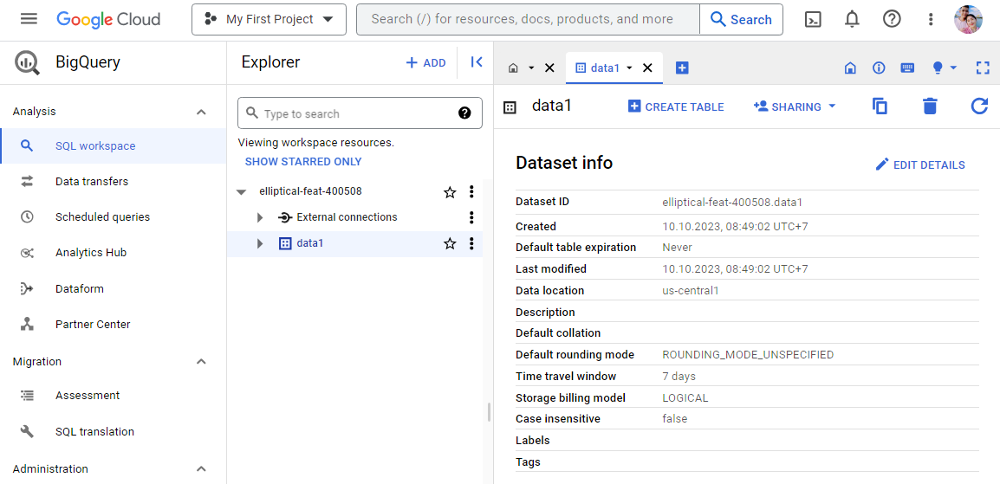 Google Cloud
My First Project
Search (/) for resources, docs, products, and more
Search
BigQuery
Analysis
SQL workspace
Data transfers
Scheduled queries
Analytics Hub
Dataform
Partner Center
Migration
Assessment
SQL translation
Administration
Explorer
ADD
Type to search
Viewing workspace resources.
SHOW STARRED ONLY
elliptical-feat-400508
External connections
data1
data1
data1
CREATE TABLE
SHARING
Dataset info
EDIT DETAILS
Dataset ID elliptical-feat-400508.data1
Created 10.10.2023, 08:49:02 UTC+7
Default table expiration Never
Last modified 10.10.2023, 08:49:02 UTC+7
Data location us-central1
Description
Default collation
Default rounding mode ROUNDING_MODE_UNSPECIFIED
Time travel window 7 days
Storage billing model LOGICAL
Case insensitive false
Labels
Tags